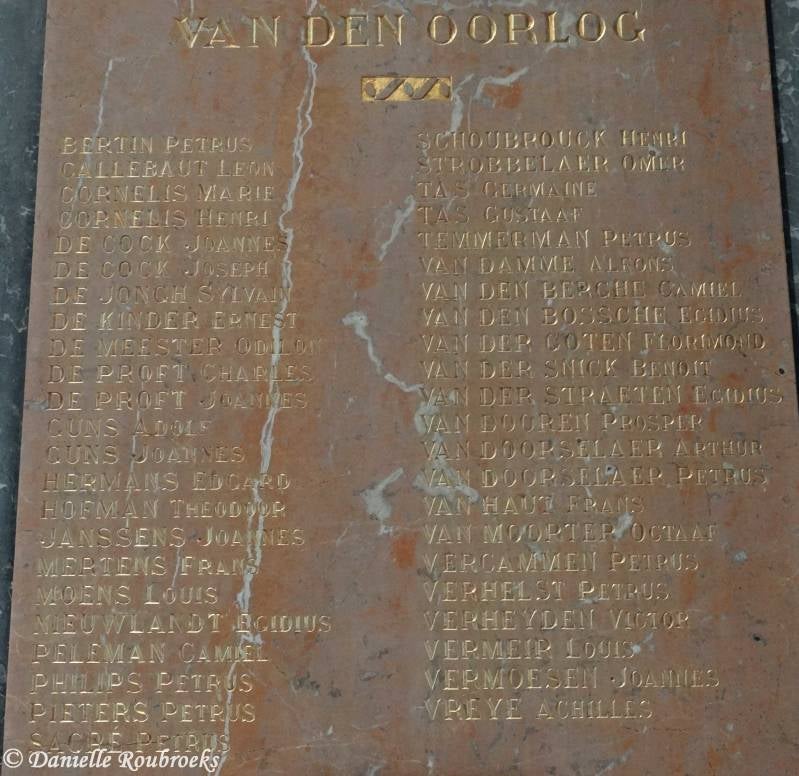 VAN DEN OORLOG
BERTIN PETRUS
CALLEBAUT LEON
CORNELIS MARIE
CORNELIS HENRI
DE COCK JOANNES
DE COCK JOSEPH
DE JONGH SYLVAIN
DE KINDER ERNEST
DE MEESTER ODILON
DE PROFT CHARLES
DE PROFT JOANNES
GUNS ADOLF
GUNS JOANNES
HERMANS EDGARD
HOFMAN THEODOOR
JANSSENS JOANNES
MERTENS FRANS
MOENS LOUIS
NIEUWLANDT EGIDIUS
PELEMAN CAMIEL
PHILIPS PETRUS
PIETERS PETRUS
SACRÉ PETRUS
SCHOUBROUCK HENRI
STROBBELAER OMER
TAS GERMAINE
TAS GUSTAAF
TEMMERMAN PETRUS
VAN DAMME ALFONS
VAN DEN BERGHE CAMIEL
VAN DEN BOSSCHE EGIDIUS
VAN DER GOTEN FLORIMOND
VAN DER SNICK BENOIT
VAN DER STRAETEN EGIDIUS
VAN DOOREN PROSPER
VAN DOORSELAER ARTHUR
VAN DOORSELAER PETRUS
VAN HAUT FRANS
VAN MOORTER OCTAAF
VERCAMMEN PETRUS
VERHELST PETRUS
VERHEYDEN VICTOR
VERMEIR LOUIS
VERMOESEN JOANNES
VREYE ACHILLES
© Danielle Roubroeks